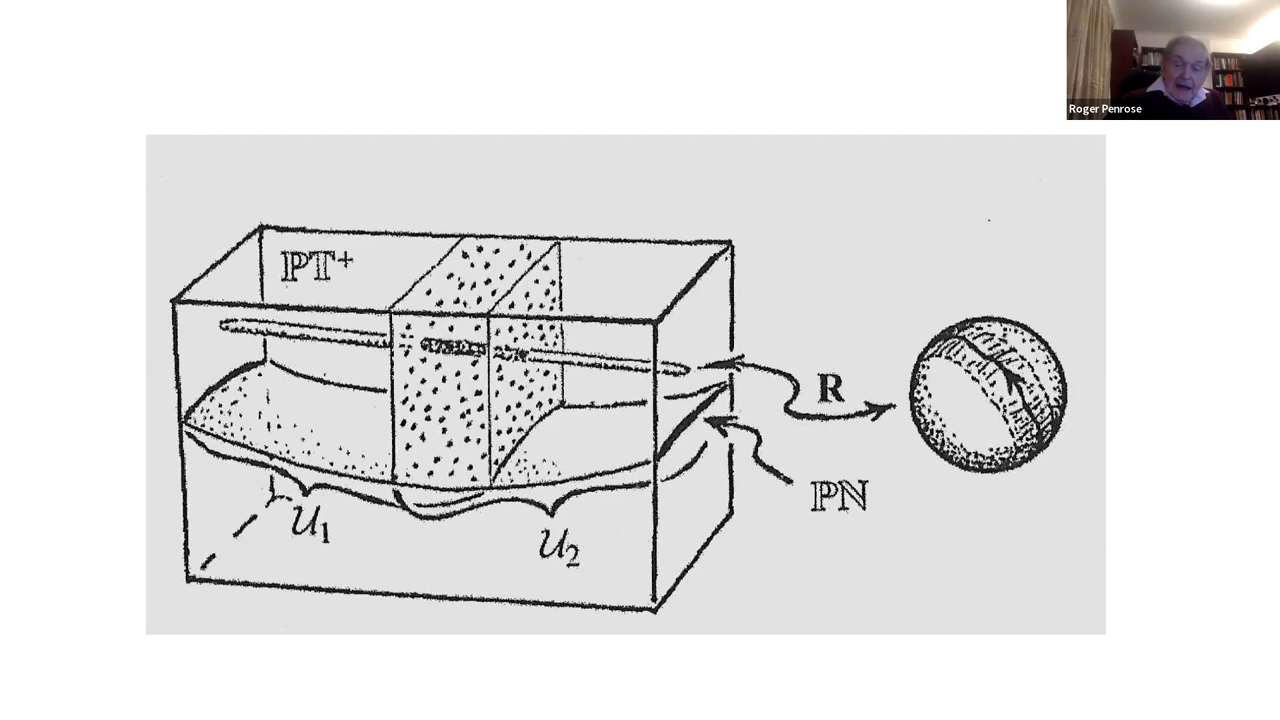 Roger Penrose
ℙ𝕋⁺
R
ℙℕ
𝒰₁
𝒰₂